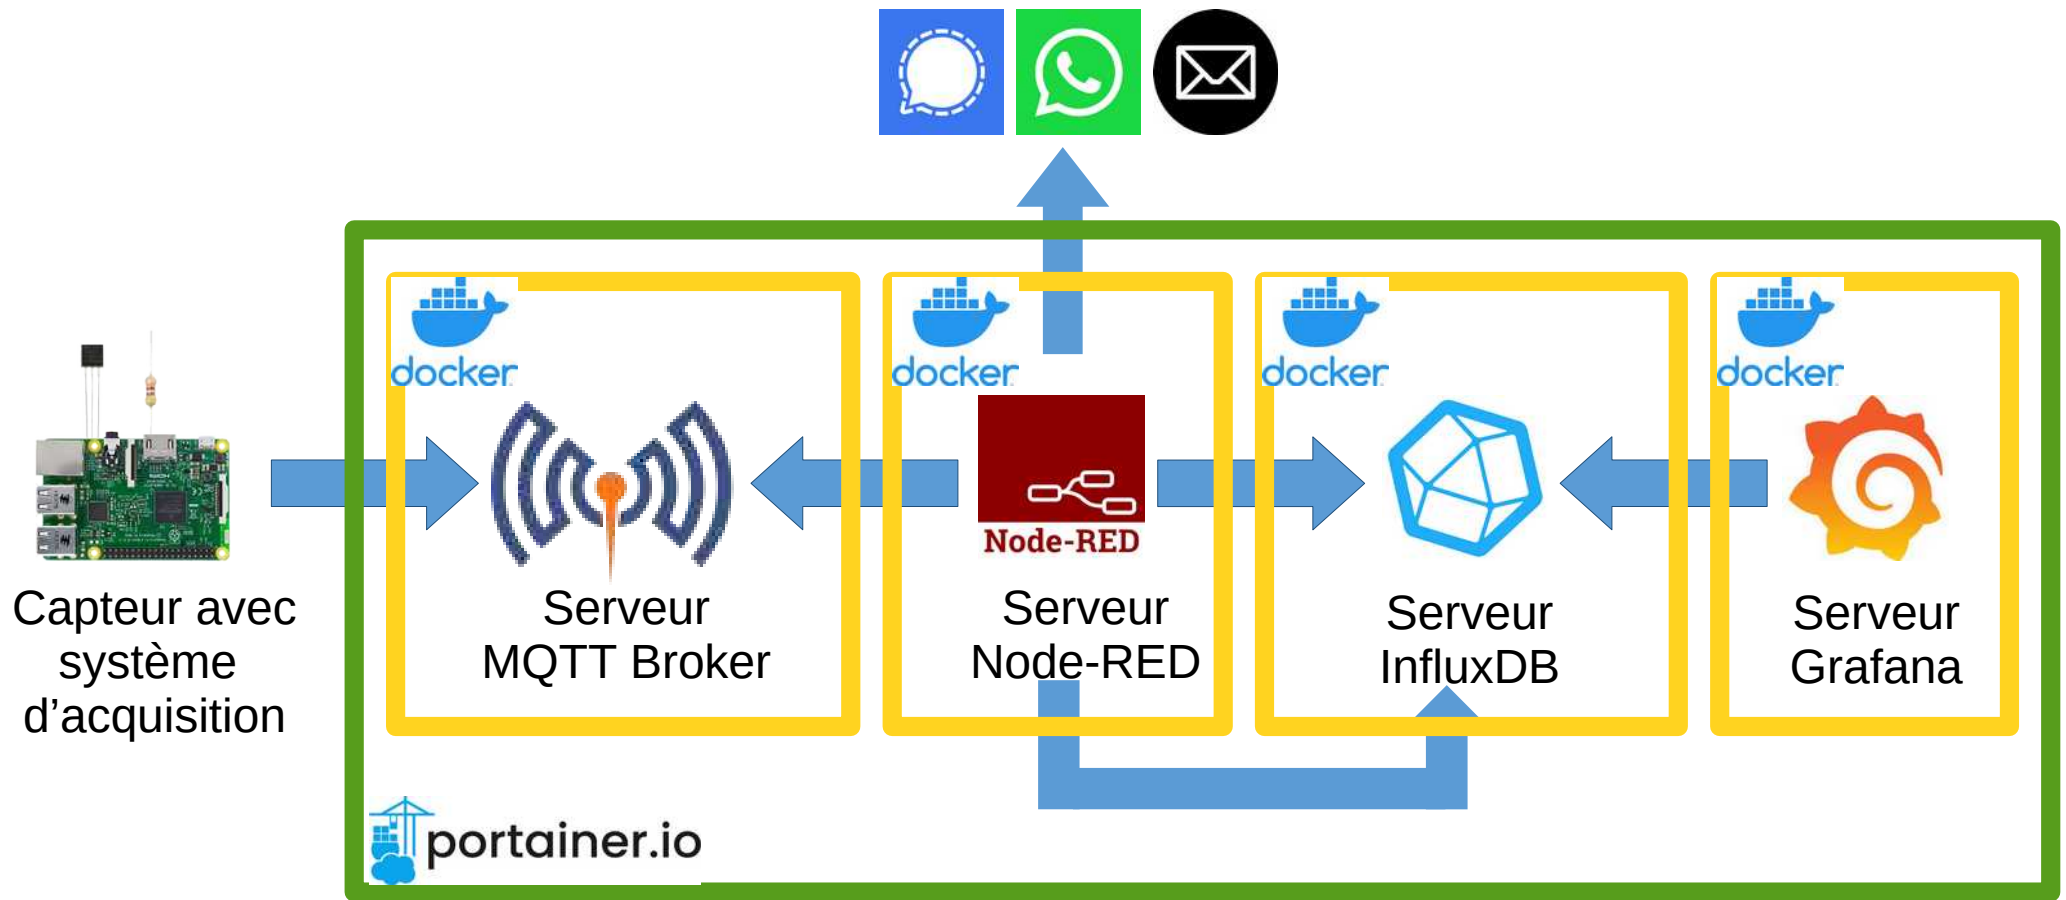 docker
docker
docker
docker
Node-RED
Capteur avec
système
d’acquisition
Serveur
MQTT Broker
Serveur
Node-RED
Serveur
InfluxDB
Serveur
Grafana
portainer.io